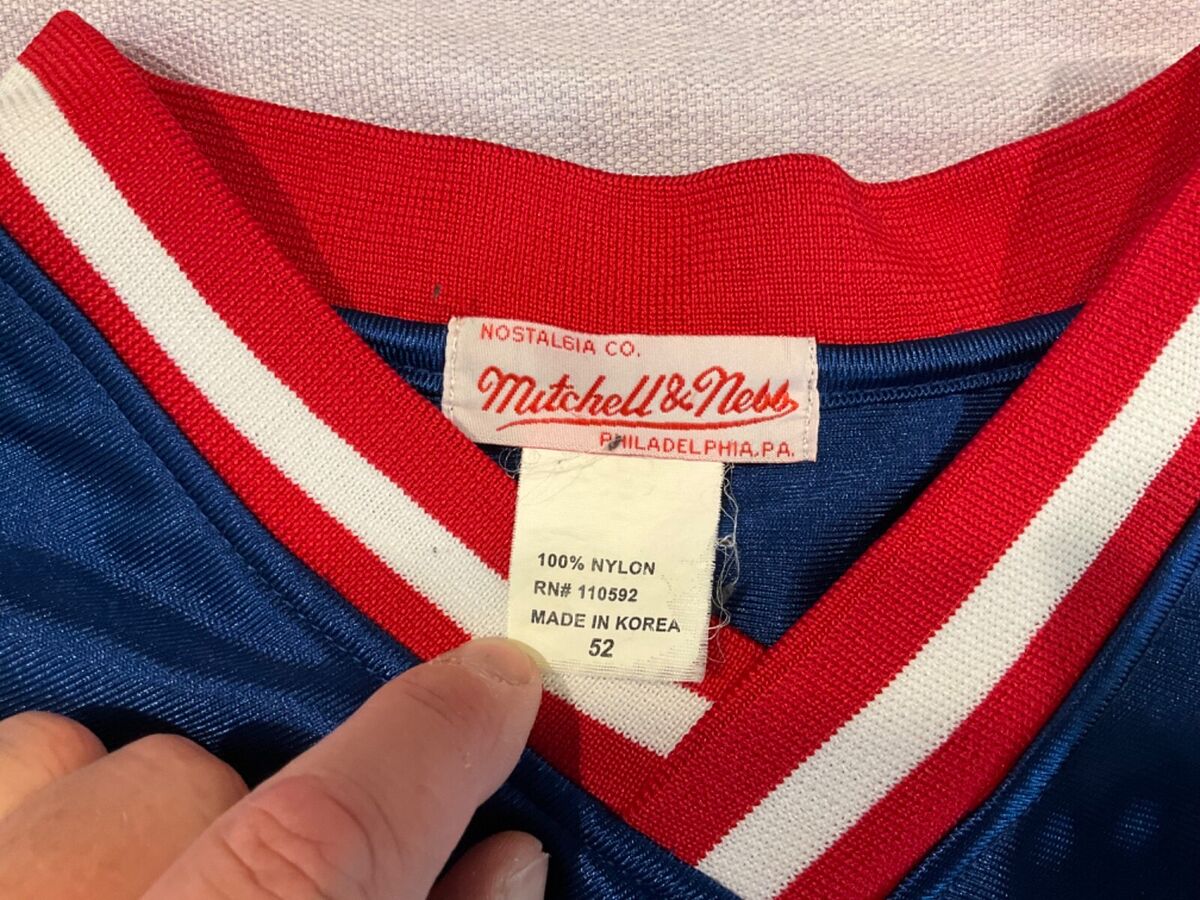 NOSTALGIA CO.
Mitchell & Ness
PHILADELPHIA, PA.
100% NYLON
RN# 110592
MADE IN KOREA
52